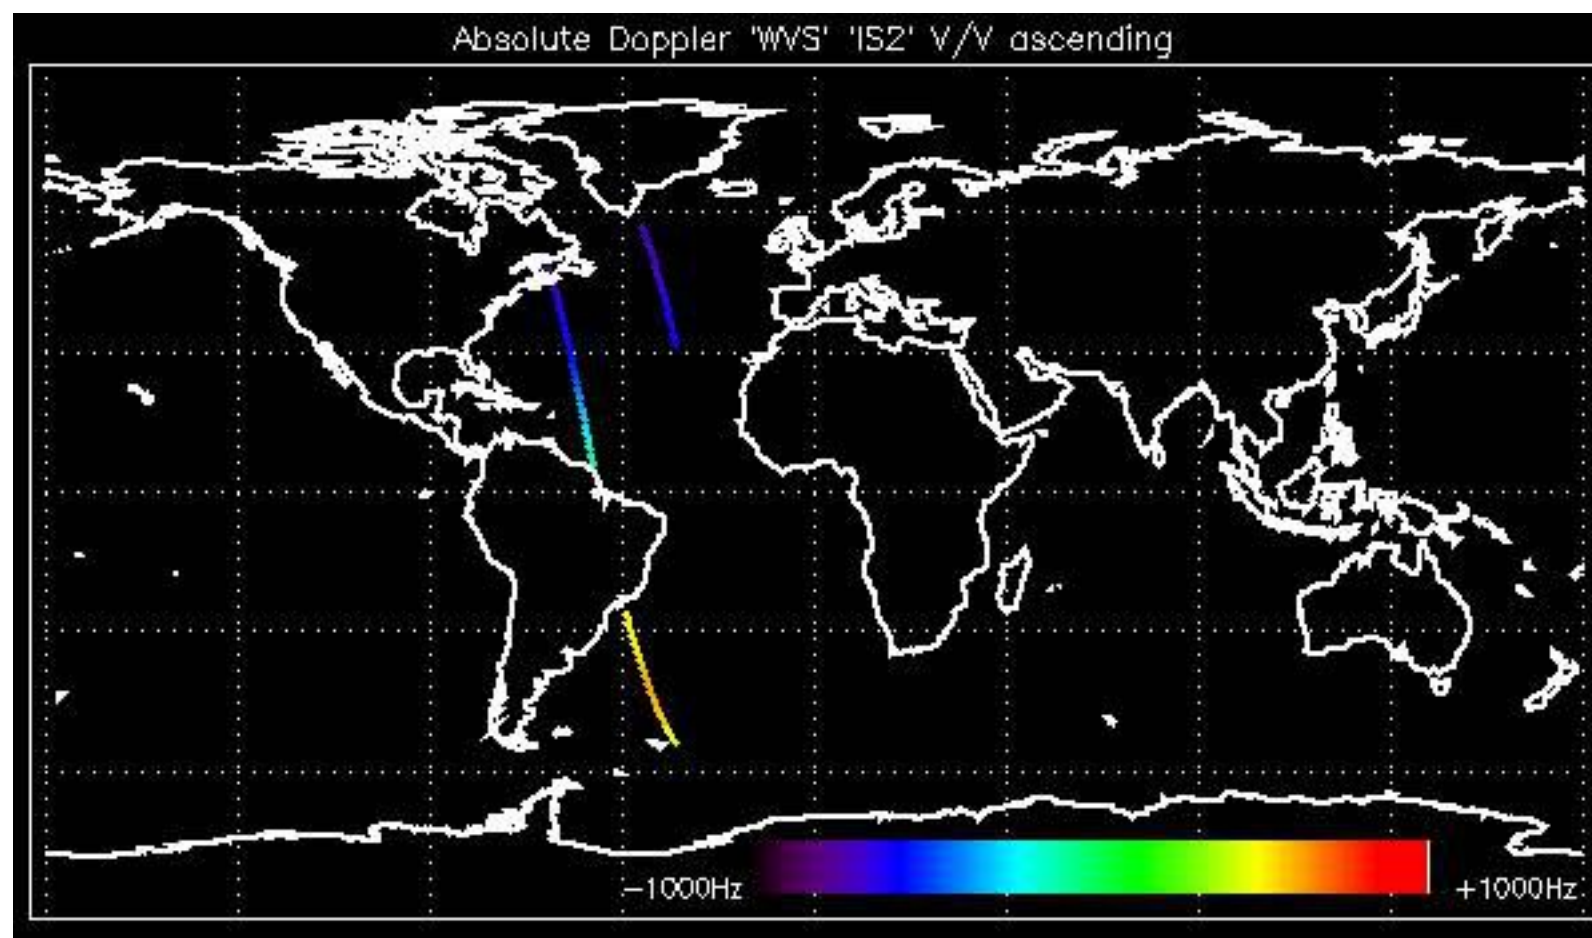 Absolute Doppler 'WVS' 'IS2' V/V ascending
-1000Hz +1000Hz